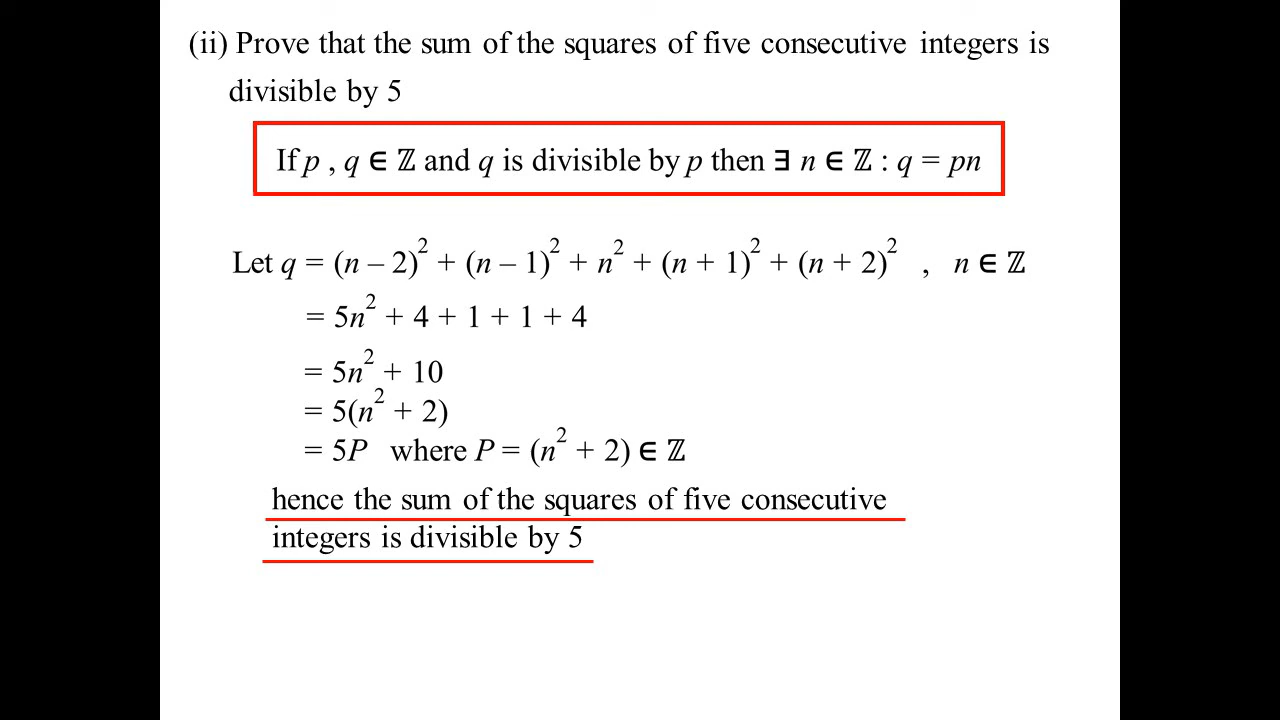 (ii) Prove that the sum of the squares of five consecutive integers is
divisible by 5
If p , q ∈ ℤ and q is divisible by p then ∃ n ∈ ℤ : q = pn
Let q = (n – 2)² + (n – 1)² + n² + (n + 1)² + (n + 2)² , n ∈ ℤ
= 5n² + 4 + 1 + 1 + 4
= 5n² + 10
= 5(n² + 2)
= 5P where P = (n² + 2) ∈ ℤ
hence the sum of the squares of five consecutive
integers is divisible by 5